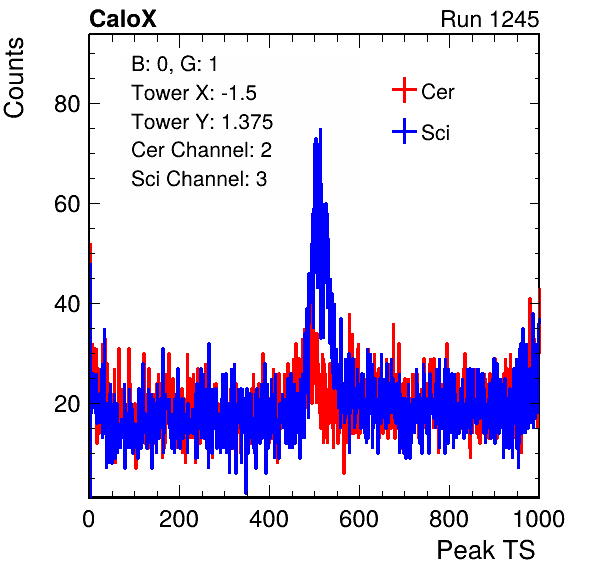 CaloX Run 1245
Counts
B: 0, G: 1
Tower X: -1.5
Tower Y: 1.375
Cer Channel: 2
Sci Channel: 3
Cer
Sci
80
60
40
20
0 200 400 600 800 1000
Peak TS